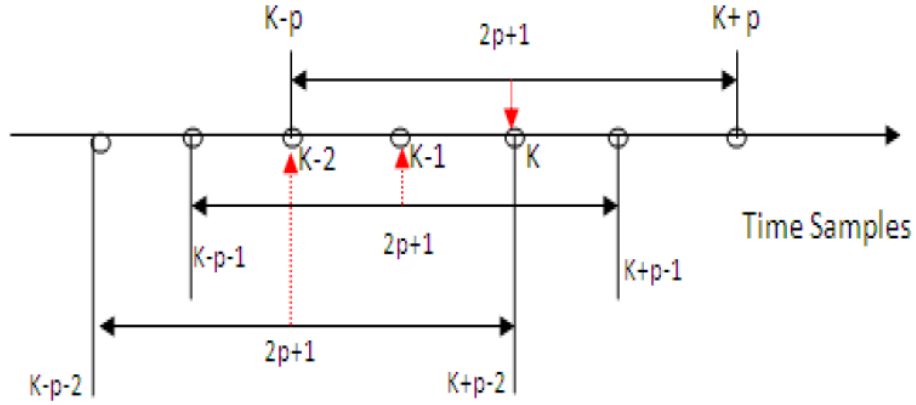 K-p
2p+1
K+ p
K-2
K-1
K
Time Samples
K-p-1
2p+1
K+p-1
2p+1
K-p-2
K+p-2